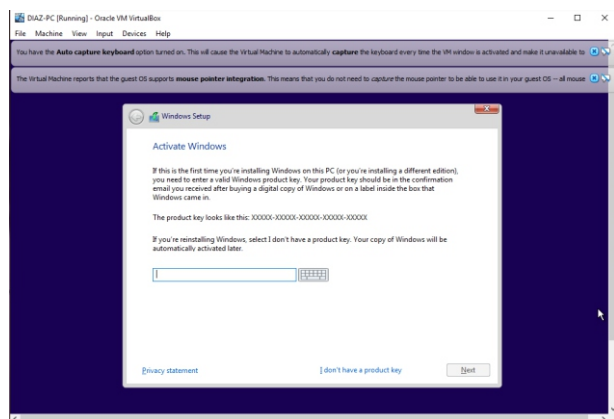 DIAZ-PC [Running] - Oracle VM VirtualBox
File Machine View Input Devices Help
You have the Auto capture keyboard option turned on. This will cause the Virtual Machine to automatically capture the keyboard every time the VM window is activated and make it unavailable to
The Virtual Machine reports that the guest OS supports mouse pointer integration. This means that you do not need to capture the mouse pointer to be able to use it in your guest OS -- all mouse
Windows Setup
Activate Windows
If this is the first time you're installing Windows on this PC (or you're installing a different edition),
you need to enter a valid Windows product key. Your product key should be in the confirmation
email you received after buying a digital copy of Windows or on a label inside the box that
Windows came in.
The product key looks like this: XXXXX-XXXXX-XXXXX-XXXXX-XXXXX
If you're reinstalling Windows, select I don't have a product key. Your copy of Windows will be
automatically activated later.
Privacy statement
I don't have a product key
Next